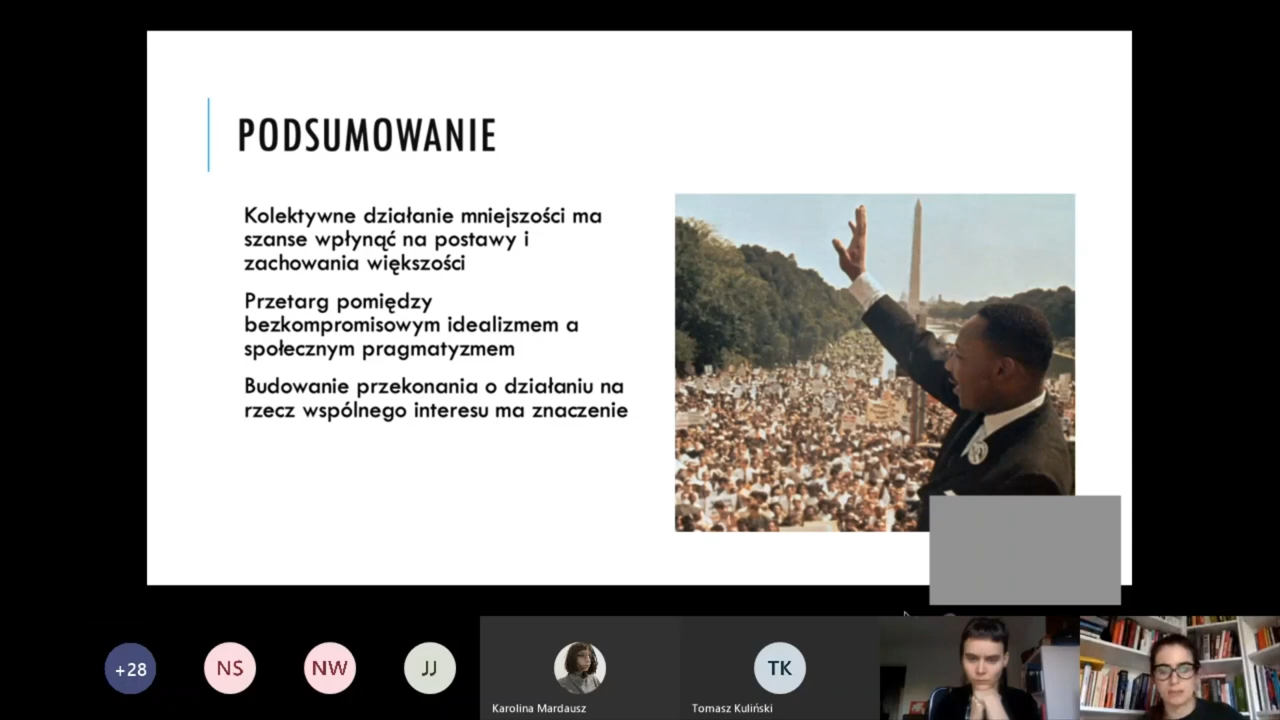 PODSUMOWANIE
Kolektywne działanie mniejszości ma
szanse wpłynąć na postawy i
zachowania większości
Przetarg pomiędzy
bezkompromisowym idealizmem a
społecznym pragmatyzmem
Budowanie przekonania o działaniu na
rzecz wspólnego interesu ma znaczenie
+28
NS
NW
JJ
TK
Karolina Mardausz
Tomasz Kuliński